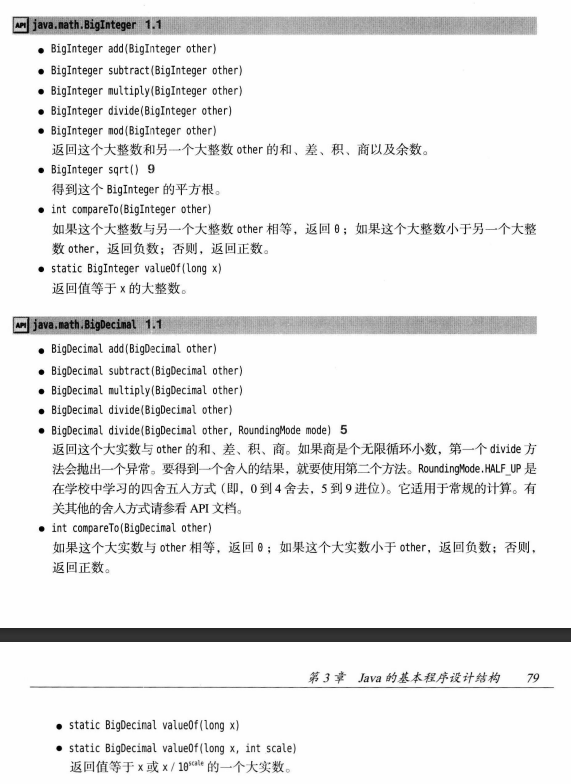 API java.math.BigInteger 1.1
• BigInteger add(BigInteger other)
• BigInteger subtract(BigInteger other)
• BigInteger multiply(BigInteger other)
• BigInteger divide(BigInteger other)
• BigInteger mod(BigInteger other)
返回这个大整数和另一个大整数 other 的和、差、积、商以及余数。
• BigInteger sqrt() 9
得到这个 BigInteger 的平方根。
• int compareTo(BigInteger other)
如果这个大整数与另一个大整数 other 相等，返回 0；如果这个大整数小于另一个大整
数 other，返回负数；否则，返回正数。
• static BigInteger valueOf(long x)
返回值等于 x 的大整数。
API java.math.BigDecimal 1.1
• BigDecimal add(BigDecimal other)
• BigDecimal subtract(BigDecimal other)
• BigDecimal multiply(BigDecimal other)
• BigDecimal divide(BigDecimal other)
• BigDecimal divide(BigDecimal other, RoundingMode mode) 5
返回这个大实数与 other 的和、差、积、商。如果商是个无限循环小数，第一个 divide 方
法会抛出一个异常。要得到一个舍入的结果，就要使用第二个方法。RoundingMode.HALF_UP 是
在学校中学习的四舍五入方式（即，0 到 4 舍去，5 到 9 进位）。它适用于常规的计算。有
关其他的舍入方式请参看 API 文档。
• int compareTo(BigDecimal other)
如果这个大实数与 other 相等，返回 0；如果这个大实数小于 other，返回负数；否则，
返回正数。
第 3 章 Java 的基本程序设计结构 79
• static BigDecimal valueOf(long x)
• static BigDecimal valueOf(long x, int scale)
返回值等于 x 或 x / 10^scale 的一个大实数。